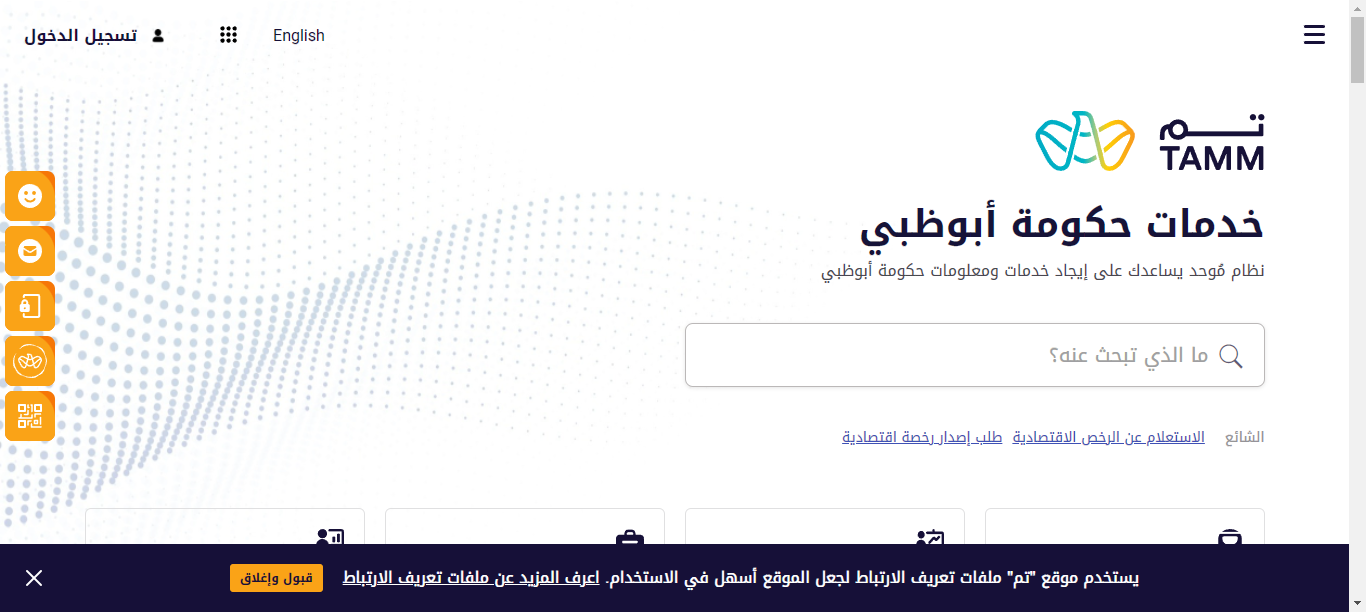 English
تسجيل الدخول
تم
TAMM
خدمات حكومة أبوظبي
نظام مُوحد يساعدك على إيجاد خدمات ومعلومات حكومة أبوظبي
ما الذي تبحث عنه؟
الشائع الاستعلام عن الرخص الاقتصادية طلب إصدار رخصة اقتصادية
يستخدم موقع "تم" ملفات تعريف الارتباط لجعل الموقع أسهل في الاستخدام. اعرف المزيد عن ملفات تعريف الارتباط قبول وإغلاق